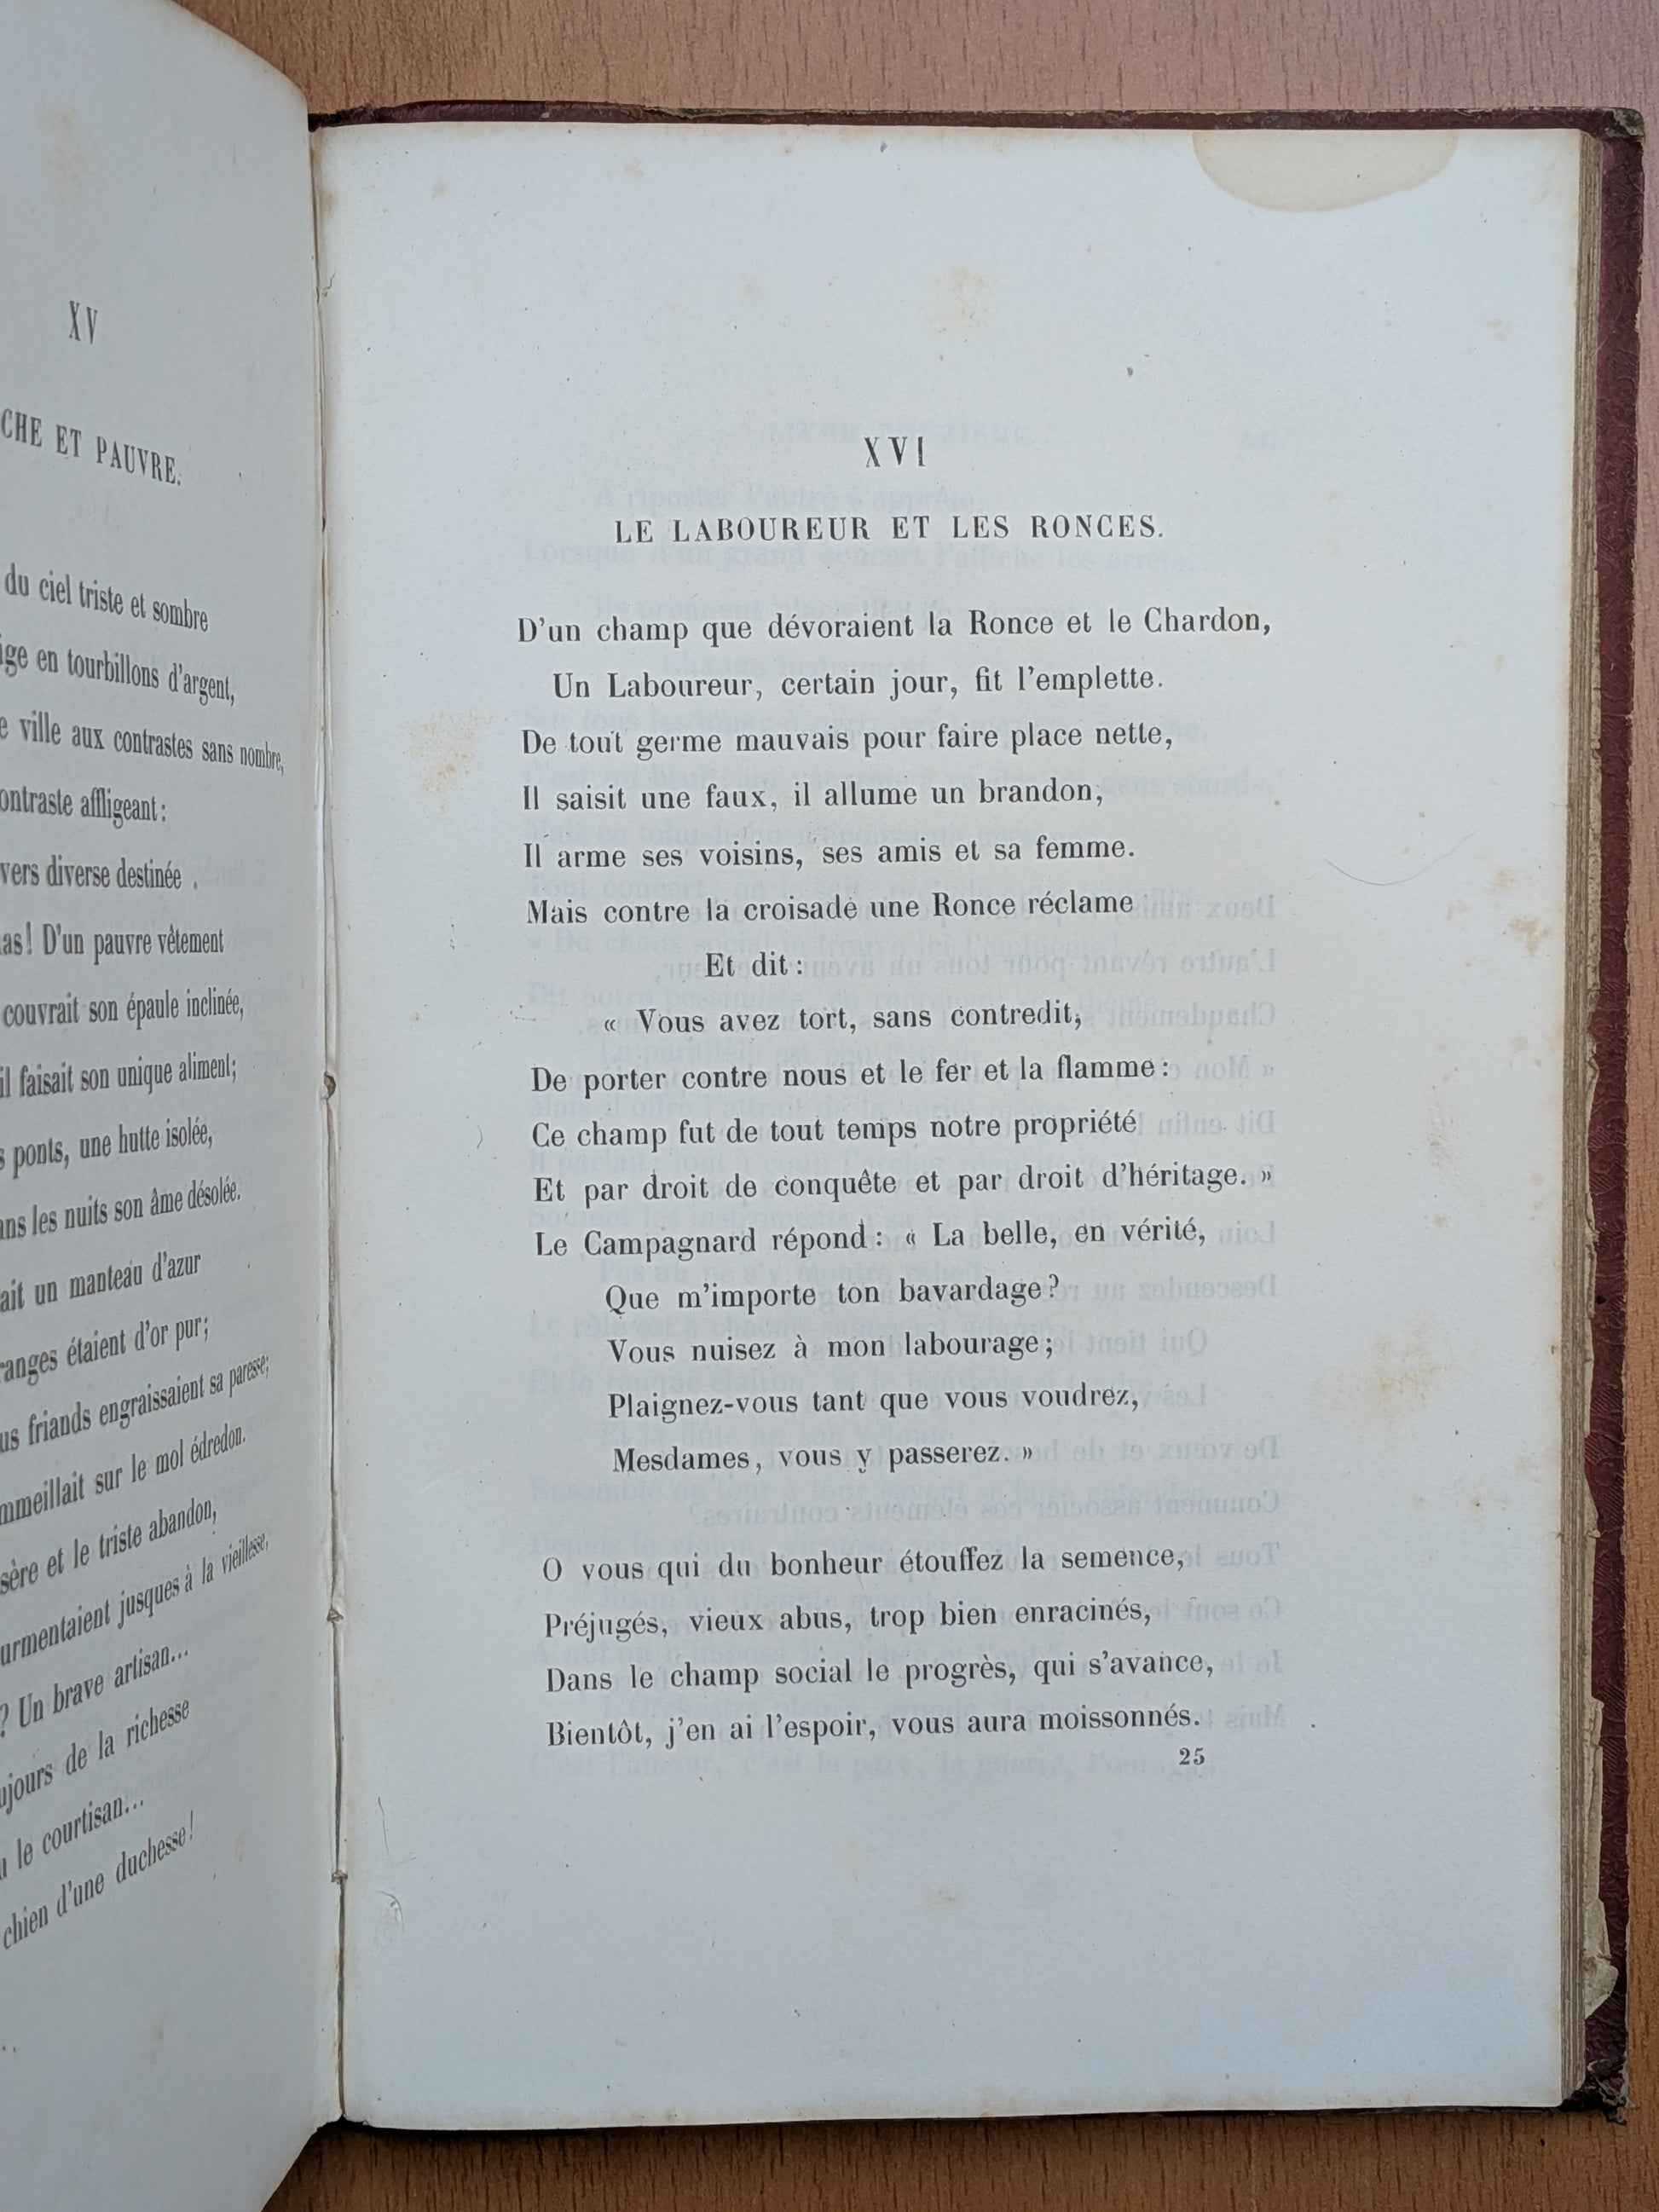 XV
CHE ET PAUVRE.
du ciel triste et sombre
ige en tourbillons d'argent,
e ville aux contrastes sans nombre,
ontraste affligeant :
vers diverse destinée
as! D'un pauvre vêtement
couvrait son épaule inclinée,
il faisait son unique aliment;
s ponts, une hutte isolée,
ans les nuits son âme désolée.
ait un manteau d'azur
ranges étaient d'or pur;
us friands engraissaient sa paresse;
mmeillait sur le mol édredon.
sère et le triste abandon,
urmentaient jusques à la vieillesse,
? Un brave artisan...
ujours de la richesse
le courtisan...
chien d'une duchesse!
XVI
LE LABOUREUR ET LES RONCES.
D'un champ que dévoraient la Ronce et le Chardon,
Un Laboureur, certain jour, fit l'emplette.
De tout germe mauvais pour faire place nette,
Il saisit une faux, il allume un brandon,
Il arme ses voisins, ses amis et sa femme.
Mais contre la croisade une Ronce réclame
Et dit :
« Vous avez tort, sans contredit,
De porter contre nous et le fer et la flamme :
Ce champ fut de tout temps notre propriété
Et par droit de conquête et par droit d'héritage. »
Le Campagnard répond : « La belle, en vérité,
Que m'importe ton bavardage?
Vous nuisez à mon labourage;
Plaignez-vous tant que vous voudrez,
Mesdames, vous y passerez. »
O vous qui du bonheur étouffez la semence,
Préjugés, vieux abus, trop bien enracinés,
Dans le champ social le progrès, qui s'avance,
Bientôt, j'en ai l'espoir, vous aura moissonnés.
25